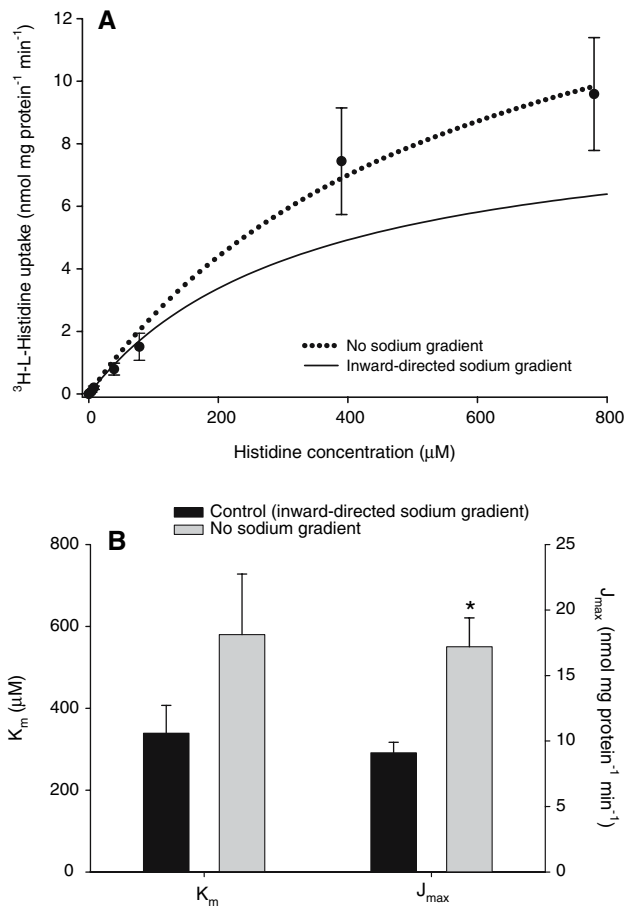 A
12
10
8
6
4
2
0
³H-L-Histidine uptake (nmol mg protein⁻¹ min⁻¹)
No sodium gradient
Inward-directed sodium gradient
0 200 400 600 800
Histidine concentration (µM)
Control (inward-directed sodium gradient)
No sodium gradient
B
800
600
400
300
200
0
Kₘ (µM)
*
25
20
15
10
5
0
Jₘₐₓ (nmol mg protein⁻¹ min⁻¹)
Kₘ Jₘₐₓ